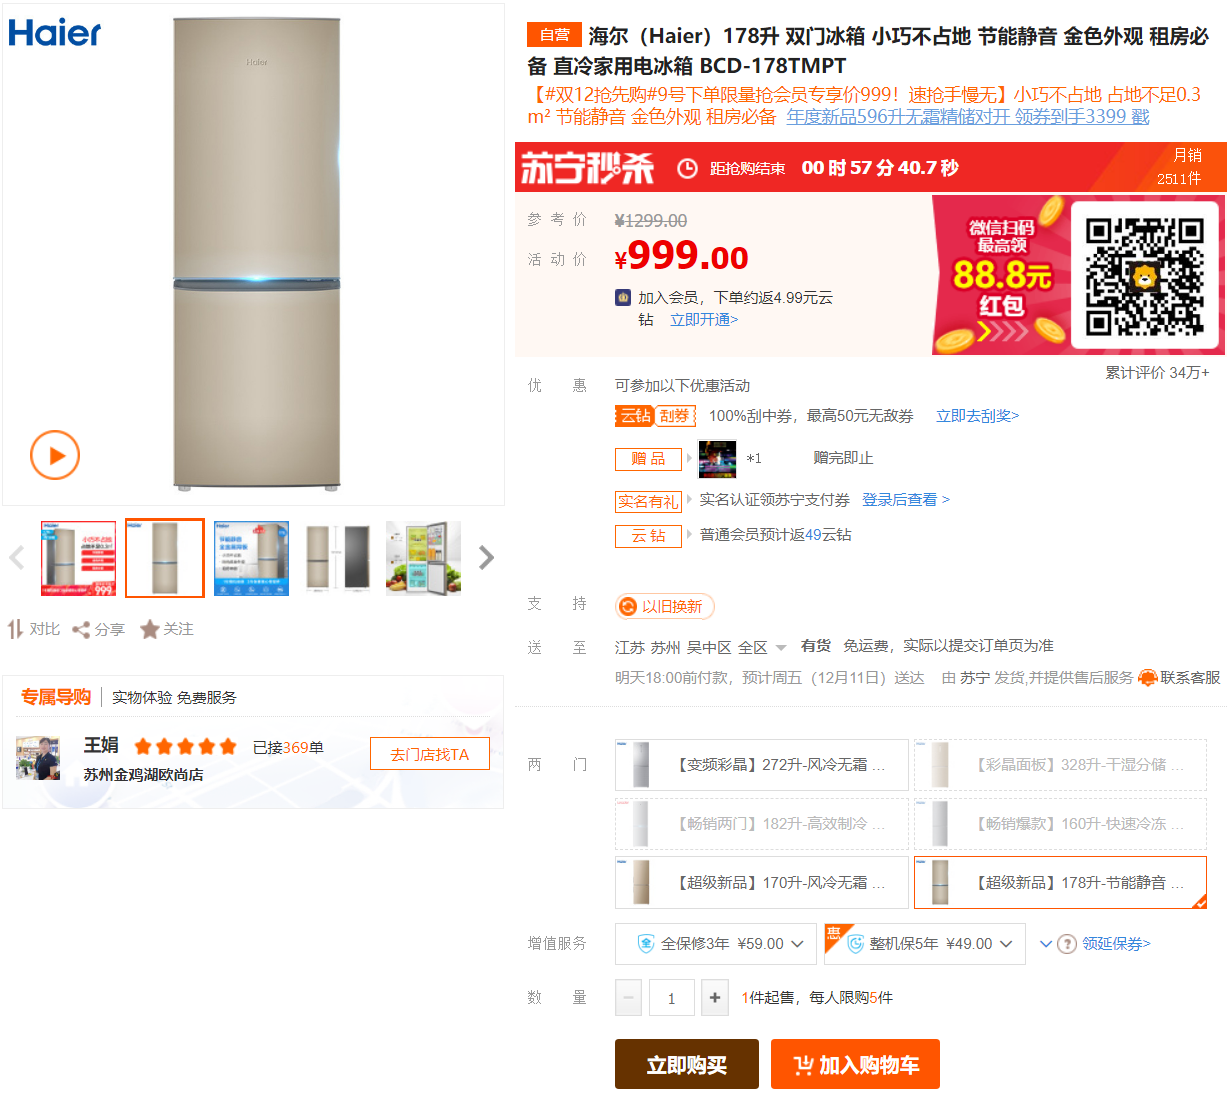 Haier
Haier
自营 海尔（Haier）178升 双门冰箱 小巧不占地 节能静音 金色外观 租房必
备 直冷家用电冰箱 BCD-178TMPT
【#双12抢先购#9号下单限量抢会员专享价999！速抢手慢无】小巧不占地 占地不足0.3
m² 节能静音 金色外观 租房必备 年度新品596升无霜精储对开 领券到手3399 戳
苏宁秒杀 距抢购结束 00 时 57 分 40.7 秒
月销
2511件
参考价 ¥1299.00
活动价 ¥999.00
加入会员，下单约返4.99元云
钻 立即开通>
微信扫码
最高领
88.8元
红包
累计评价 34万+
优惠 可参加以下优惠活动
云钻 刮券 100%刮中券，最高50元无敌券 立即去刮奖>
赠品 *1 赠完即止
实名有礼 实名认证领苏宁支付券 登录后查看 >
云钻 普通会员预计返49云钻
小巧不占地
999
Haier
对比 分享 关注
支持 以旧换新
送至 江苏 苏州 吴中区 全区 有货 免运费，实际以提交订单页为准
明天18:00前付款，预计周五（12月11日）送达 由 苏宁 发货,并提供售后服务 联系客服
专属导购 实物体验 免费服务
王娟 已接369单
苏州金鸡湖欧尚店
去门店找TA
两门 【变频彩晶】272升-风冷无霜 ... 【彩晶面板】328升-干湿分储 ...
【畅销两门】182升-高效制冷 ... 【畅销爆款】160升-快速冷冻 ...
【超级新品】170升-风冷无霜 ... 【超级新品】178升-节能静音 ...
增值服务 全 全保修3年 ¥59.00 惠 整机保5年 ¥49.00 ? 领延保券>
数量 − 1 + 1件起售，每人限购5件
立即购买 加入购物车